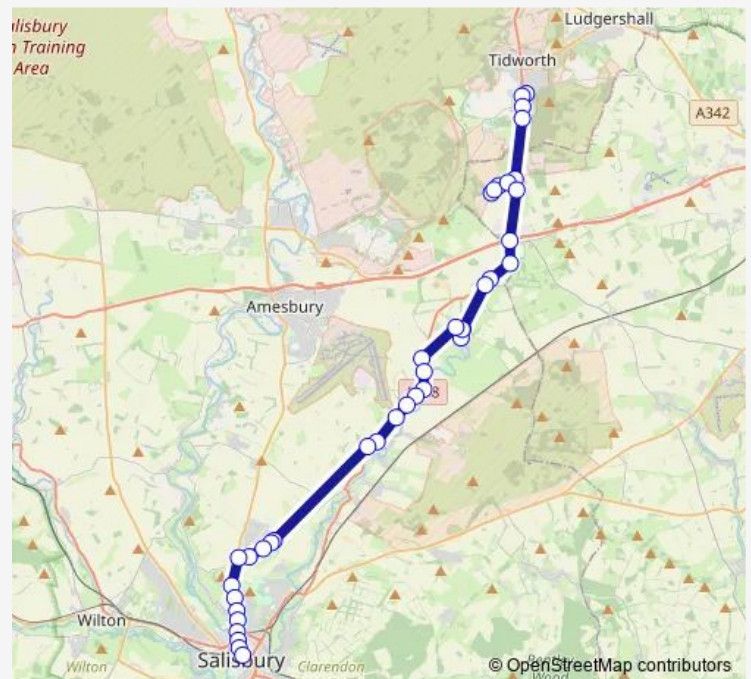 Ludgershall
alisbury
n Training
Area
Tidworth
A342
Amesbury
8
Wilton
Salisbury
Wilton
Clarendon
© OpenStreetMap contributors